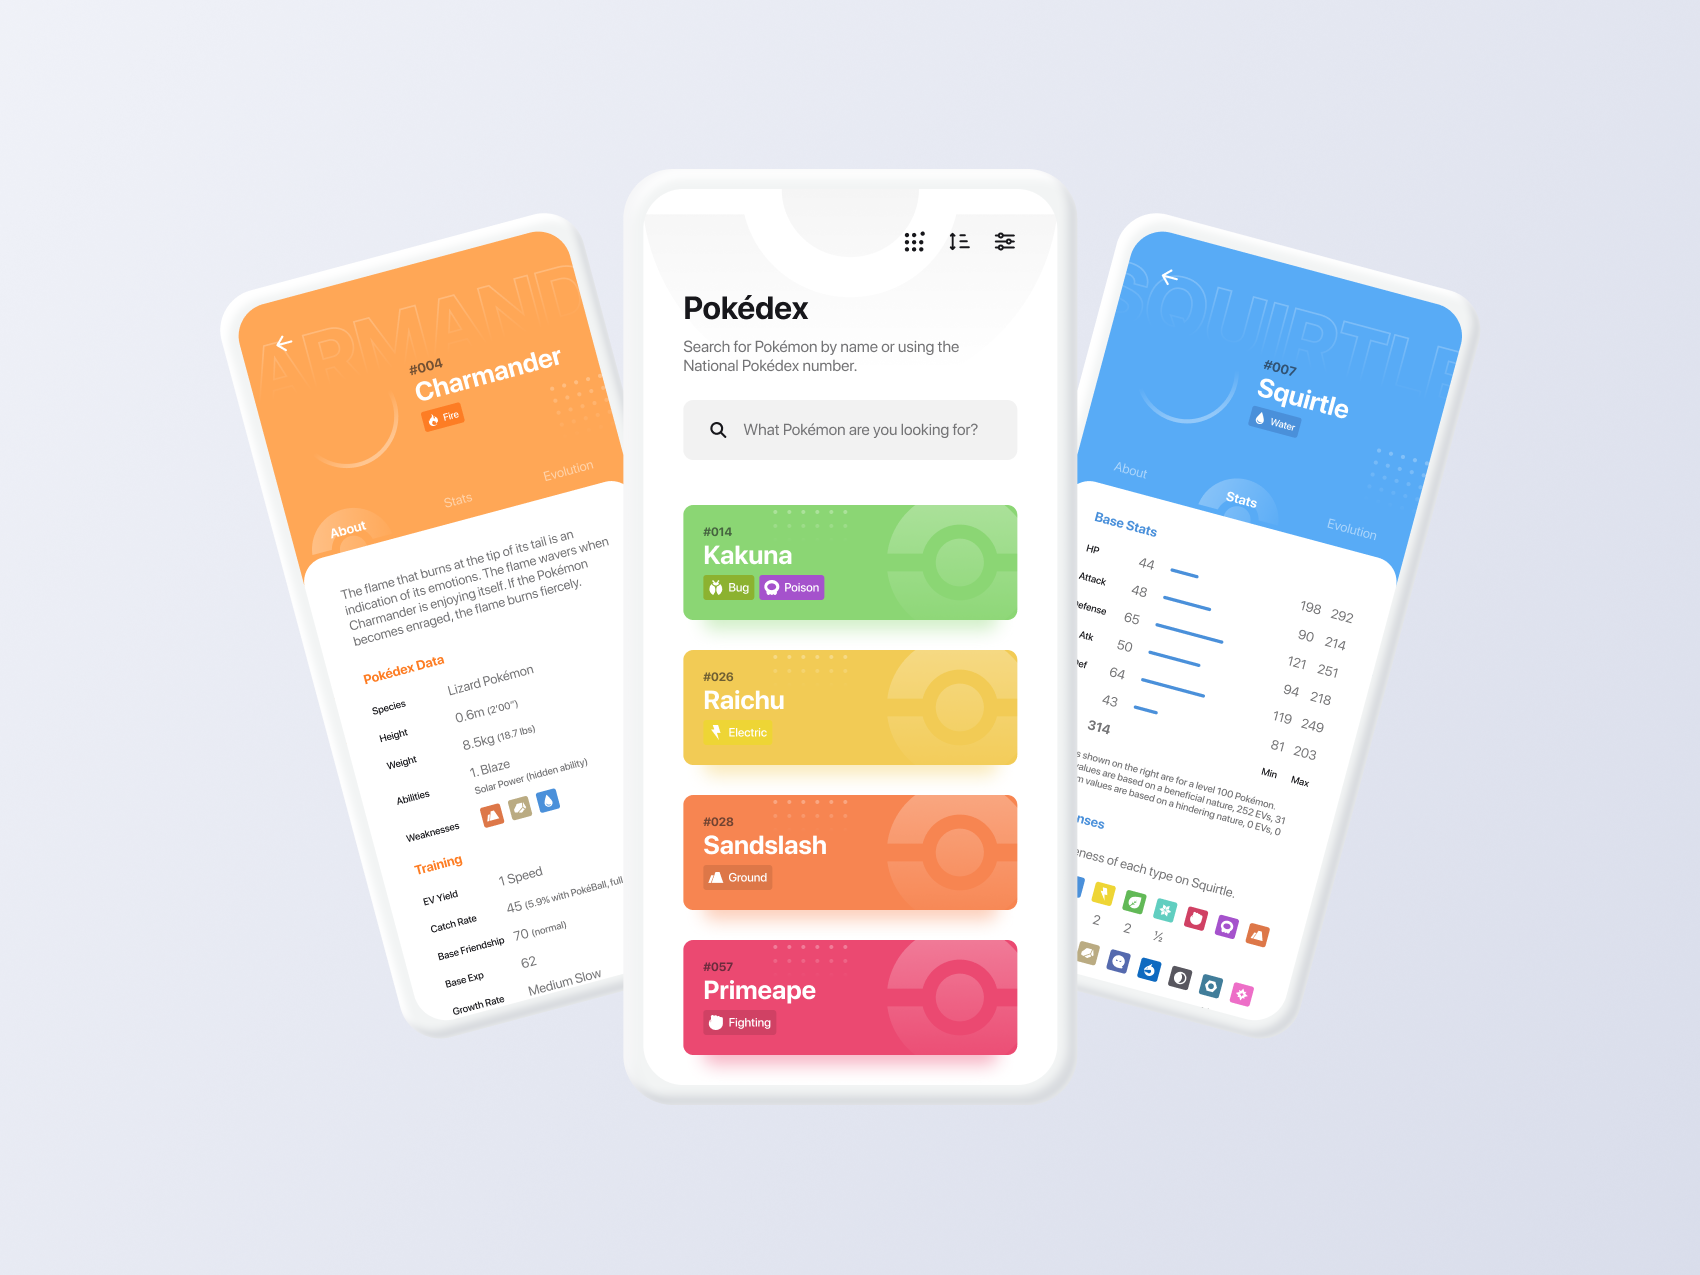 ARMAND
#004
Charmander
Fire
About
Stats
Evolution
The flame that burns at the tip of its tail is an
indication of its emotions. The flame wavers when
Charmander is enjoying itself. If the Pokémon
becomes enraged, the flame burns fiercely.
Pokédex Data
Species Lizard Pokémon
Height 0.6m (2'00")
Weight 8.5kg (18.7 lbs)
Abilities 1. Blaze
Solar Power (hidden ability)
Weaknesses
Training
EV Yield 1 Speed
Catch Rate 45 (5.9% with PokéBall, full
Base Friendship 70 (normal)
Base Exp 62
Growth Rate Medium Slow
Pokédex
Search for Pokémon by name or using the
National Pokédex number.
What Pokémon are you looking for?
#014
Kakuna
Bug Poison
#026
Raichu
Electric
#028
Sandslash
Ground
#057
Primeape
Fighting
SQUIRTLE
#007
Squirtle
Water
About
Stats
Evolution
Base Stats
HP 44 198 292
Attack 48 90 214
efense 65 121 251
Atk 50 94 218
ef 64 119 249
43 81 203
314 Min Max
s shown on the right are for a level 100 Pokémon.
alues are based on a beneficial nature, 252 EVs, 31
m values are based on a hindering nature, 0 EVs, 0
nses
eness of each type on Squirtle.
2 2 ½